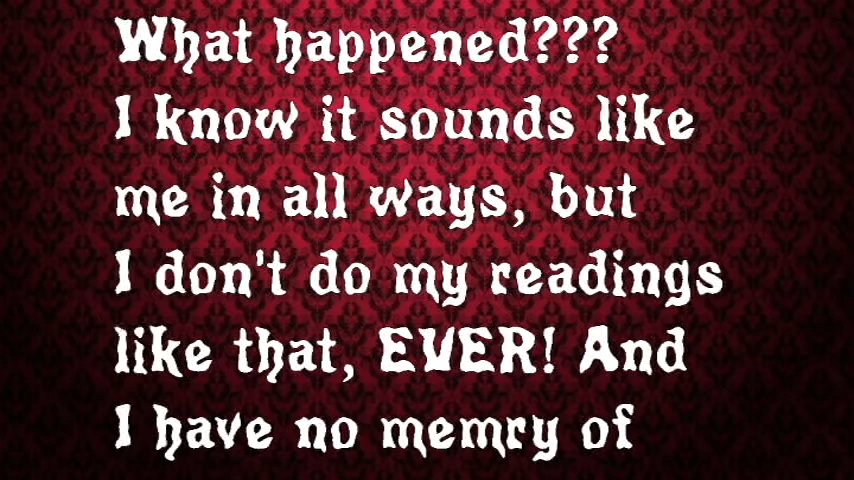 What happened???
I know it sounds like
me in all ways, but
I don't do my readings
like that, EVER! And
I have no memry of